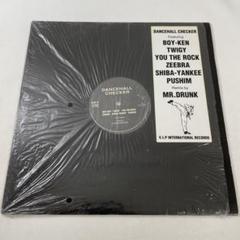 DANCEHALL
CHECKER
DANCEHALL CHECKER
Featuring
BOY-KEN
TWIGY
YOU THE ROCK
ZEEBRA
SHIBA-YANKEE
PUSHIM
Remix by
MR.DRUNK
V.I.P INTERNATIONAL RECORDS